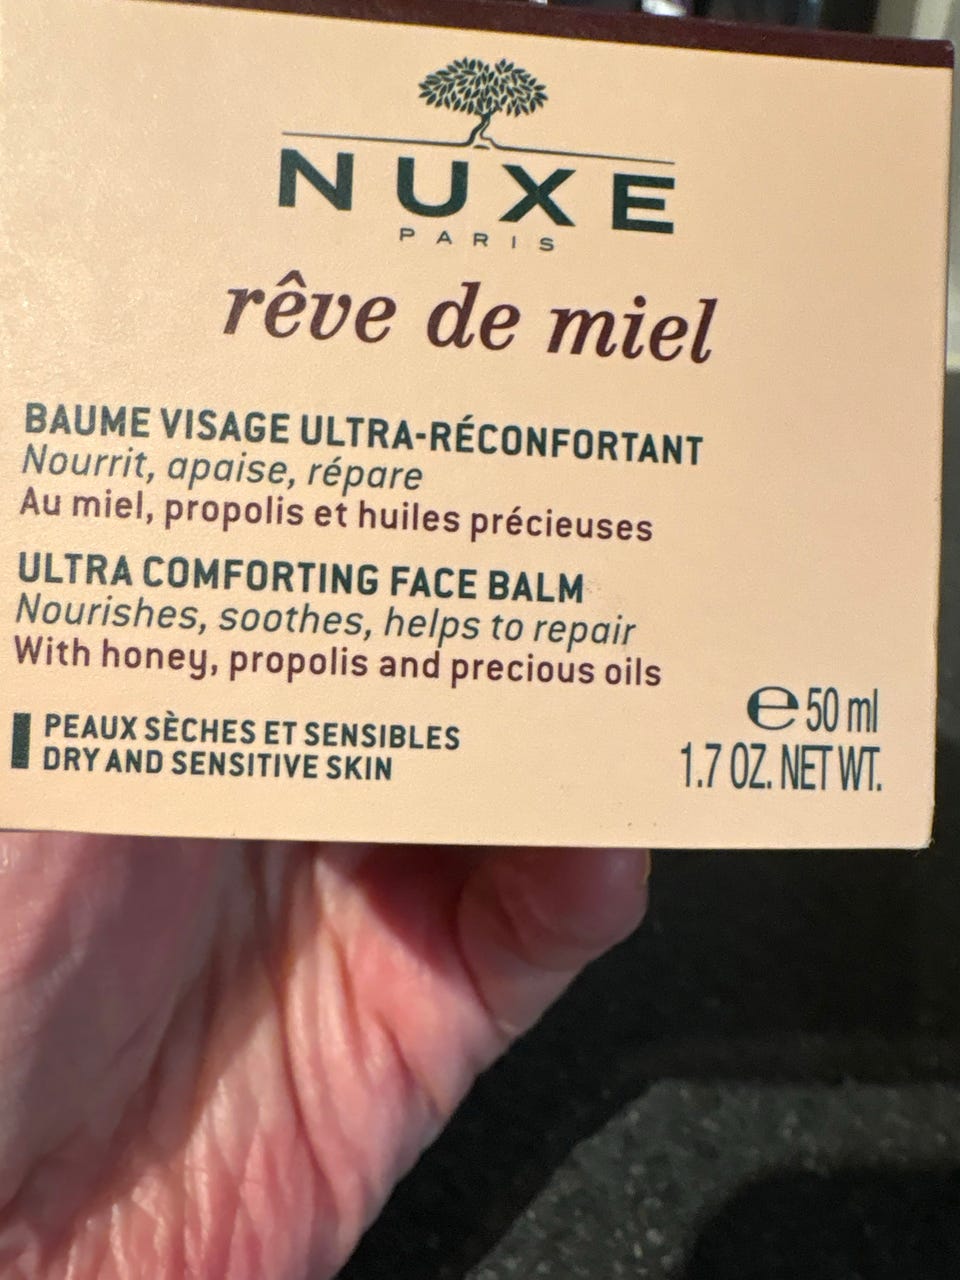 NUXE
PARIS
rêve de miel
BAUME VISAGE ULTRA-RÉCONFORTANT
Nourrit, apaise, répare
Au miel, propolis et huiles précieuses
ULTRA COMFORTING FACE BALM
Nourishes, soothes, helps to repair
With honey, propolis and precious oils
PEAUX SÈCHES ET SENSIBLES
DRY AND SENSITIVE SKIN
℮ 50 ml
1.7 OZ. NET WT.